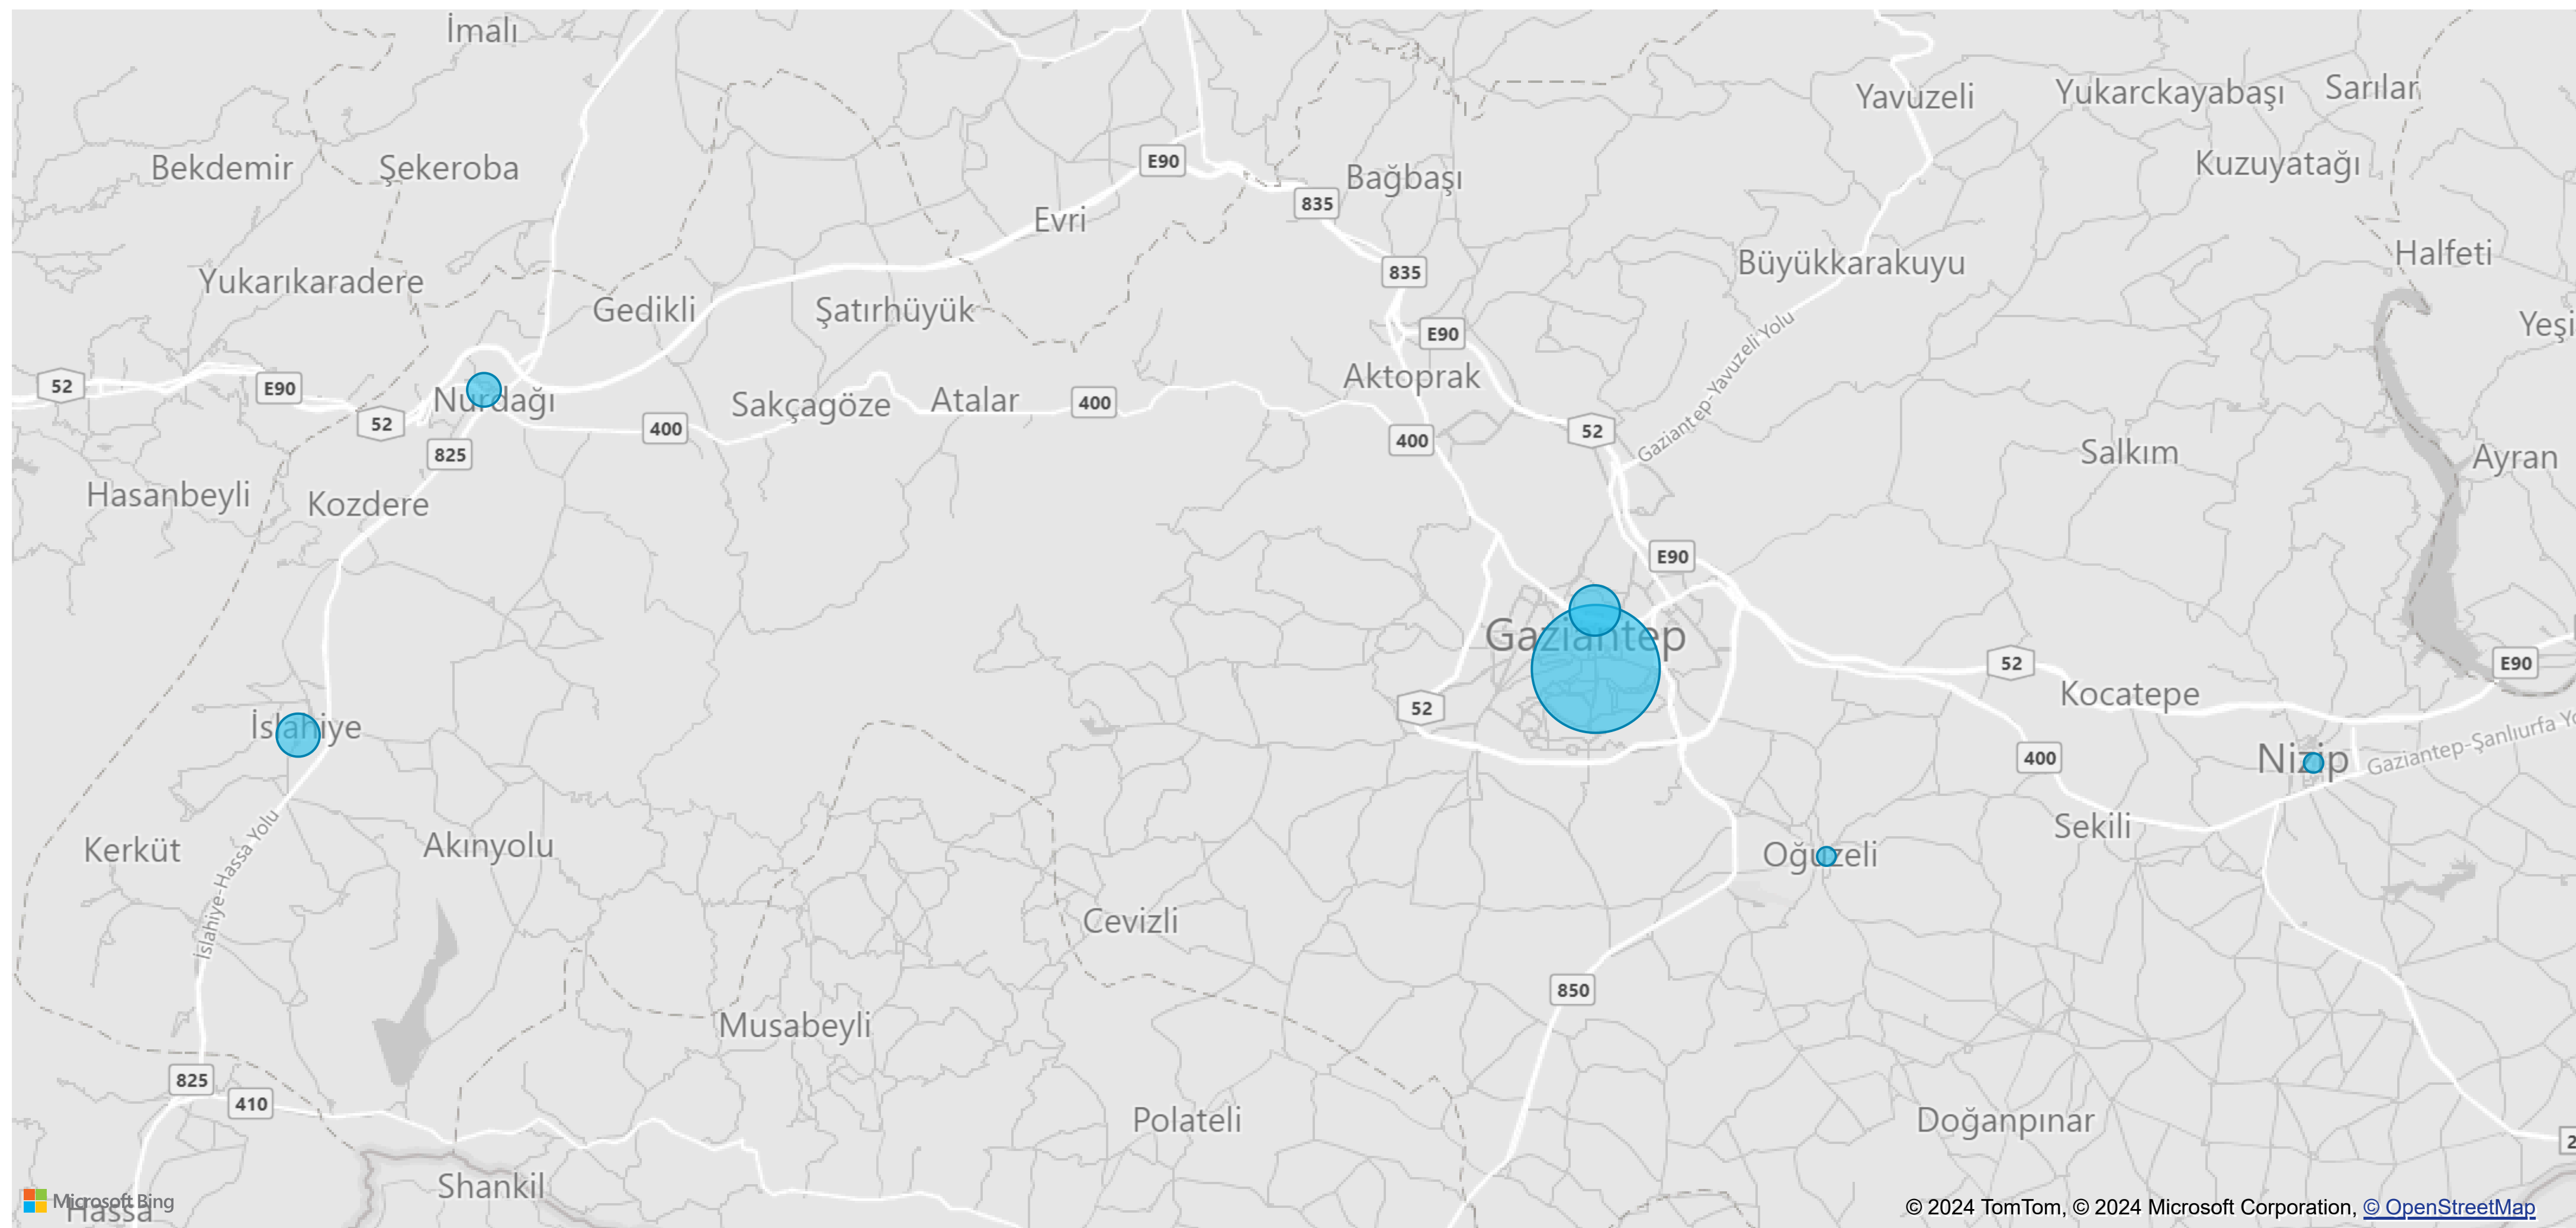 İmalı
Yavuzeli
Yukarckayabaşı
Sarılar
Bekdemir
Şekeroba
E90
Bağbaşı
Kuzuyatağı
835
Evri
Halfeti
Yukarıkaradere
835
Büyükkarakuyu
Gedikli
Şatırhüyük
E90
Gaziantep-Yavuzeli Yolu
Yeşi
52
E90
Aktoprak
Nurdağı
Sakçagöze
Atalar
400
52
400
400
52
825
Salkım
Ayran
Hasanbeyli
Kozdere
E90
Gaziantep
52
E90
Kocatepe
52
İslahiye
400
Nizip
Gaziantep-Şanlıurfa Yo
Sekili
Kerküt
Akınyolu
Oğuzeli
İslahiye-Hassa Yolu
Cevizli
850
Musabeyli
825
410
Polateli
Doğanpınar
2
Shankil
Microsoft Bing
Hassa
© 2024 TomTom, © 2024 Microsoft Corporation, © OpenStreetMap